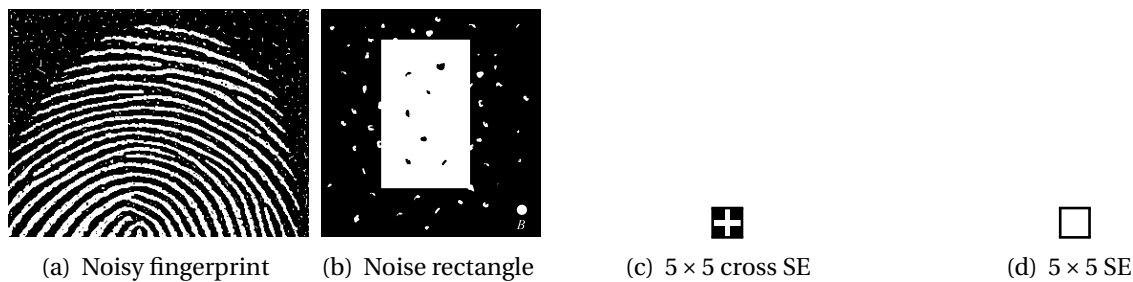 B
(a) Noisy fingerprint
(b) Noise rectangle
(c) 5 × 5 cross SE
(d) 5 × 5 SE